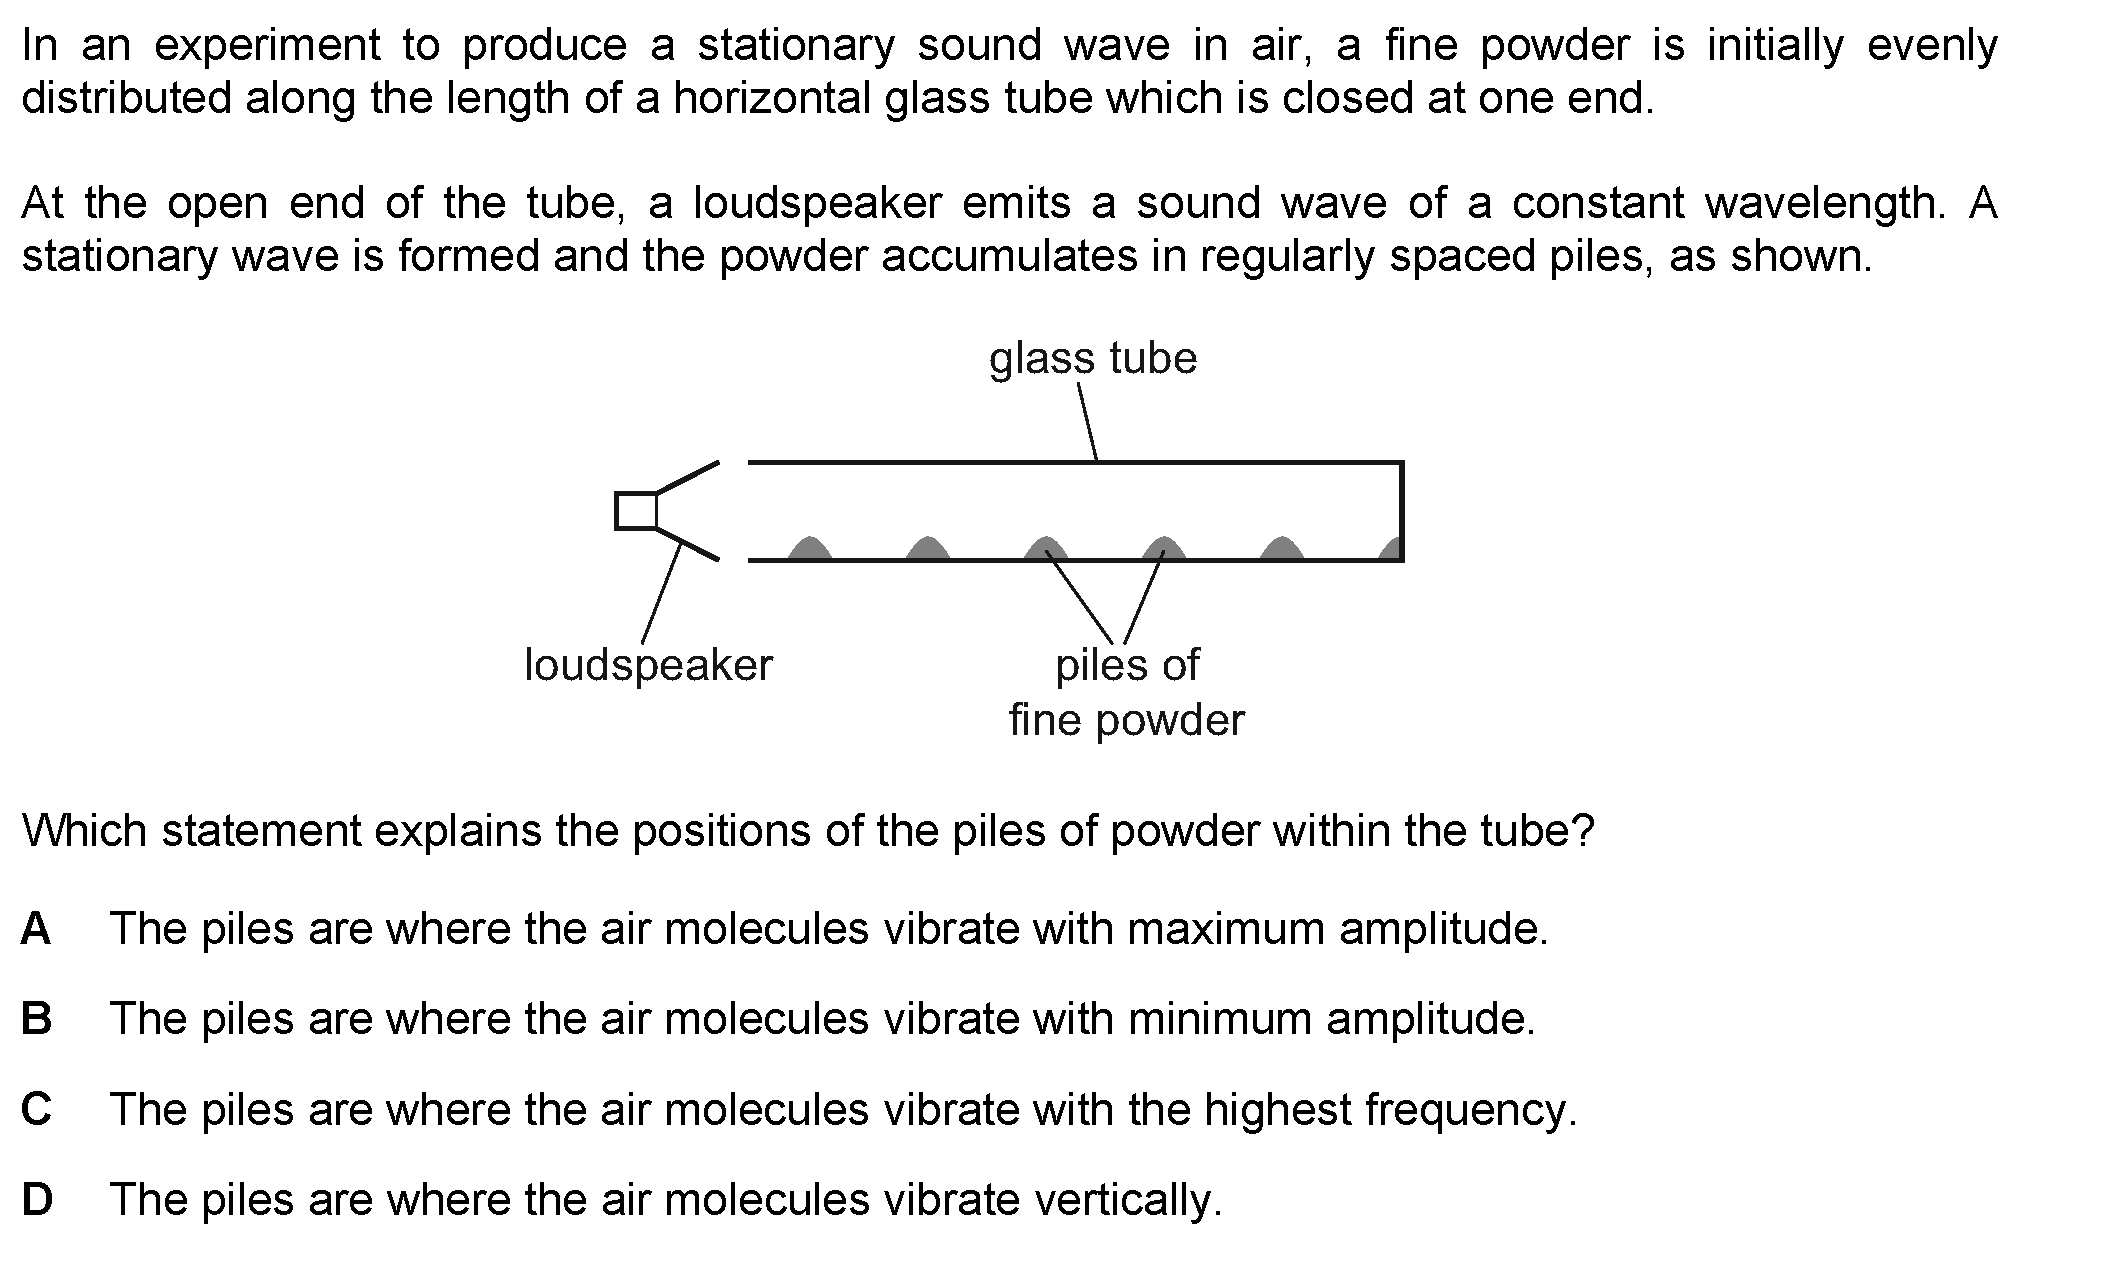 In an experiment to produce a stationary sound wave in air, a fine powder is initially evenly
distributed along the length of a horizontal glass tube which is closed at one end.
At the open end of the tube, a loudspeaker emits a sound wave of a constant wavelength. A
stationary wave is formed and the powder accumulates in regularly spaced piles, as shown.
glass tube
loudspeaker
piles of
fine powder
Which statement explains the positions of the piles of powder within the tube?
A The piles are where the air molecules vibrate with maximum amplitude.
B The piles are where the air molecules vibrate with minimum amplitude.
C The piles are where the air molecules vibrate with the highest frequency.
D The piles are where the air molecules vibrate vertically.